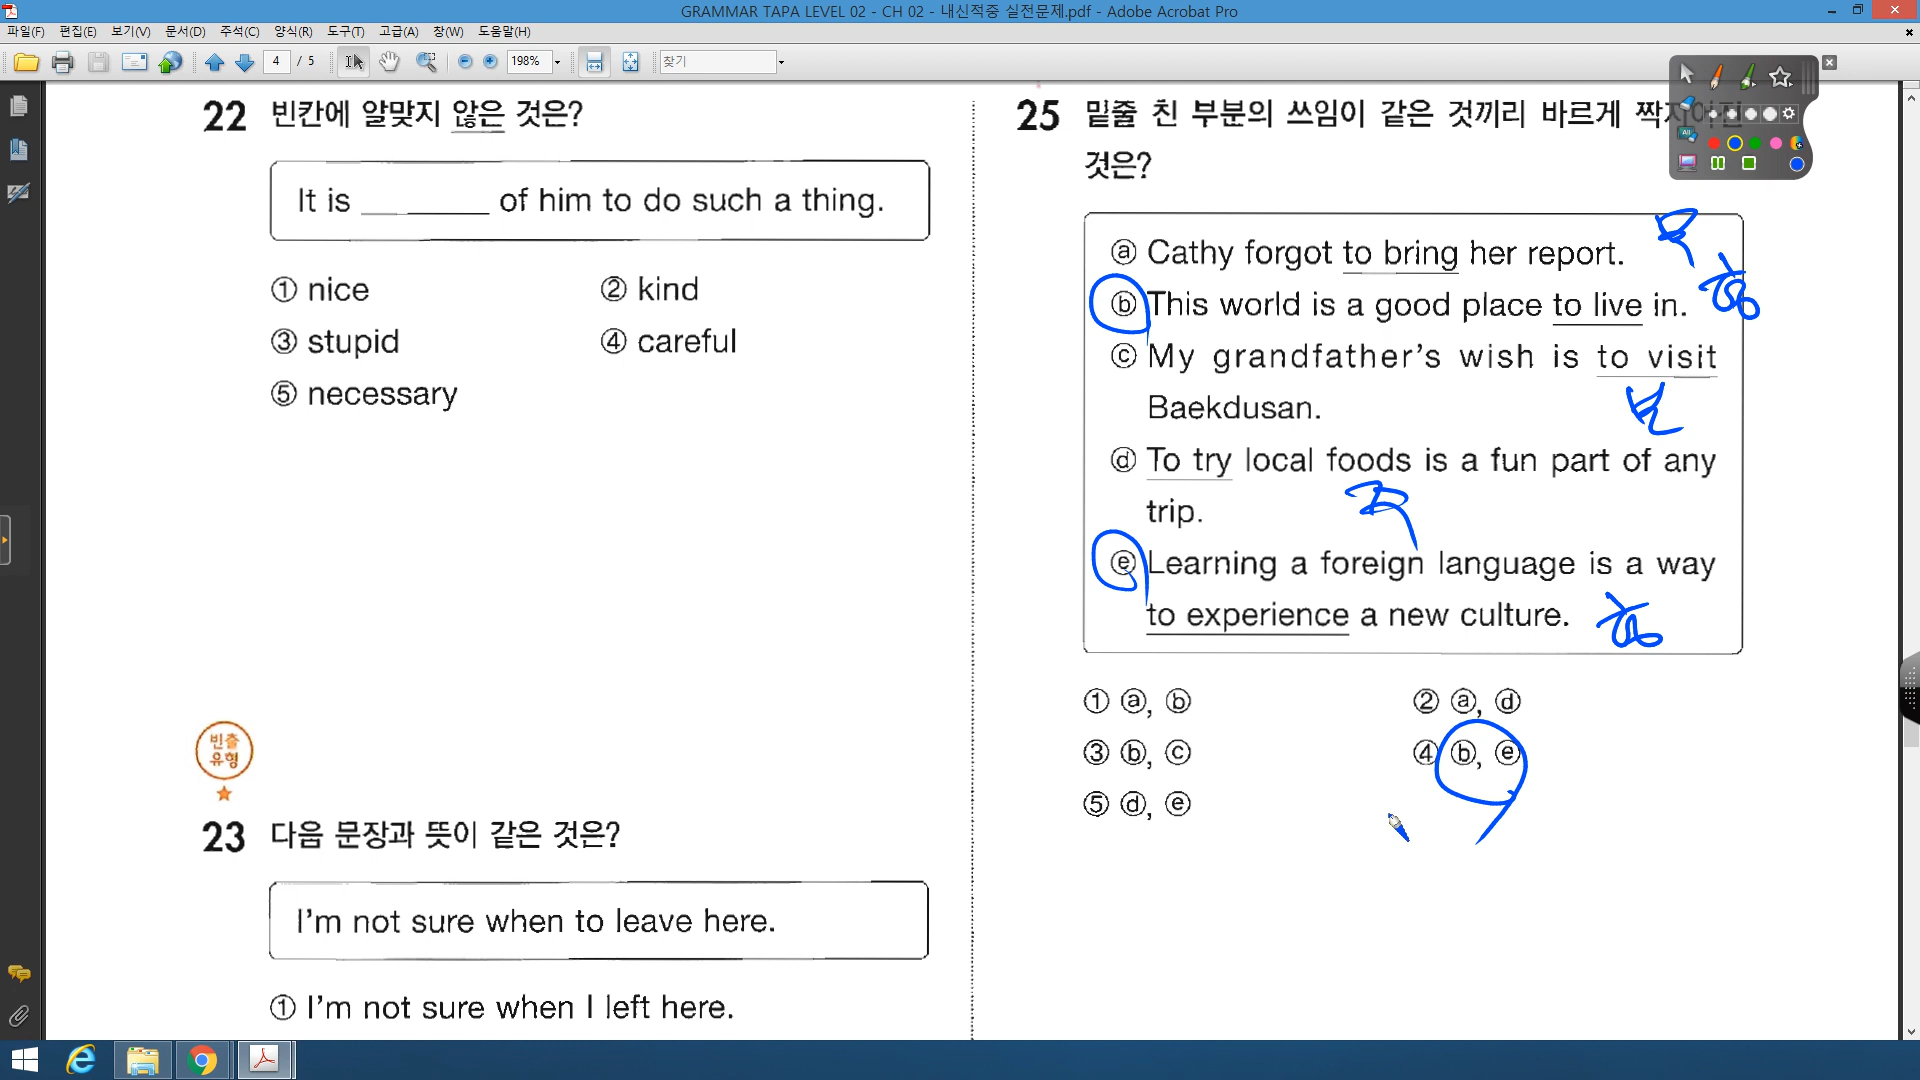 GRAMMAR TAPA LEVEL 02 - CH 02 - 내신적중 실전문제.pdf - Adobe Acrobat Pro
파일(F) 편집(E) 보기(V) 문서(D) 주석(C) 양식(R) 도구(T) 고급(A) 창(W) 도움말(H)
4 / 5 198% 찾기
22 빈칸에 알맞지 않은 것은?
It is ________ of him to do such a thing.
① nice ② kind
③ stupid ④ careful
⑤ necessary
빈출
유형
23 다음 문장과 뜻이 같은 것은?
I'm not sure when to leave here.
① I'm not sure when I left here.
25 밑줄 친 부분의 쓰임이 같은 것끼리 바르게 짝지어진
것은?
ⓐ Cathy forgot to bring her report. 목
ⓑ This world is a good place to live in. 형
ⓒ My grandfather's wish is to visit
Baekdusan. 보
ⓓ To try local foods is a fun part of any
trip. 주
ⓔ Learning a foreign language is a way
to experience a new culture. 형
① ⓐ, ⓑ ② ⓐ, ⓓ
③ ⓑ, ⓒ ④ ⓑ, ⓔ
⑤ ⓓ, ⓔ